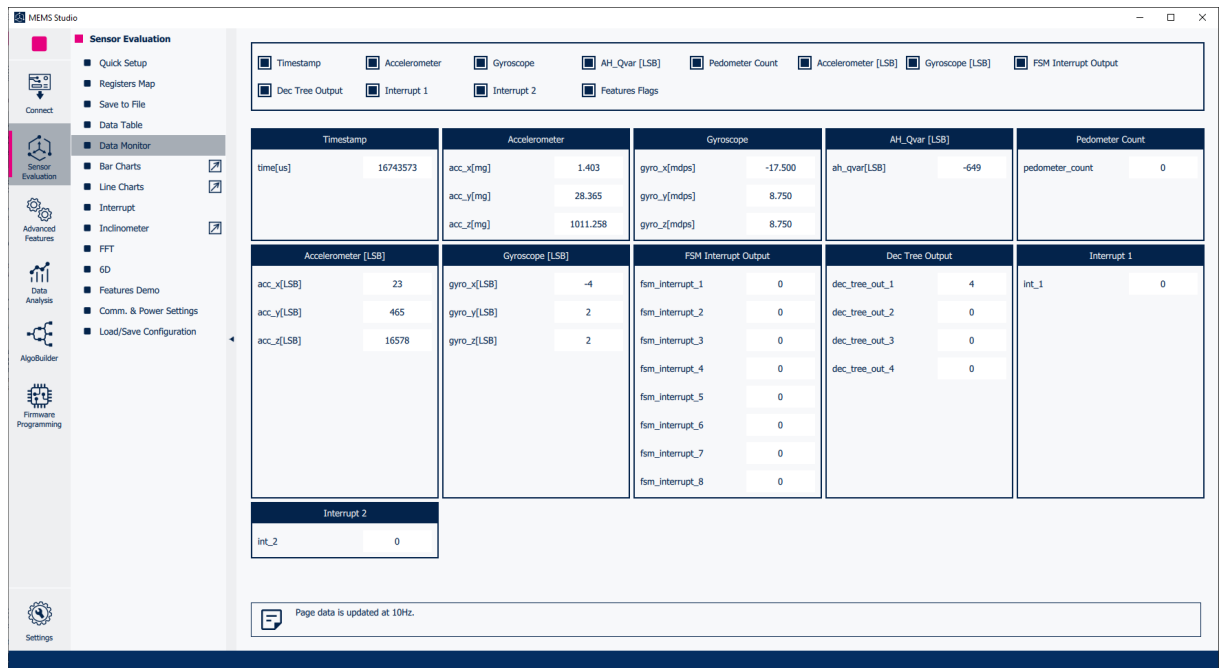 MEMS Studio
Connect
Sensor
Evaluation
Advanced
Features
Data
Analysis
AlgoBuilder
Firmware
Programming
Settings
Sensor Evaluation
Quick Setup
Registers Map
Save to File
Data Table
Data Monitor
Bar Charts
Line Charts
Interrupt
Inclinometer
FFT
6D
Features Demo
Comm. & Power Settings
Load/Save Configuration
Timestamp Accelerometer Gyroscope AH_Qvar [LSB] Pedometer Count Accelerometer [LSB] Gyroscope [LSB] FSM Interrupt Output
Dec Tree Output Interrupt 1 Interrupt 2 Features Flags
Timestamp
time[us] 16743573
Accelerometer
acc_x[mg] 1.403
acc_y[mg] 28.365
acc_z[mg] 1011.258
Gyroscope
gyro_x[mdps] -17.500
gyro_y[mdps] 8.750
gyro_z[mdps] 8.750
AH_Qvar [LSB]
ah_qvar[LSB] -649
Pedometer Count
pedometer_count 0
Accelerometer [LSB]
acc_x[LSB] 23
acc_y[LSB] 465
acc_z[LSB] 16578
Gyroscope [LSB]
gyro_x[LSB] -4
gyro_y[LSB] 2
gyro_z[LSB] 2
FSM Interrupt Output
fsm_interrupt_1 0
fsm_interrupt_2 0
fsm_interrupt_3 0
fsm_interrupt_4 0
fsm_interrupt_5 0
fsm_interrupt_6 0
fsm_interrupt_7 0
fsm_interrupt_8 0
Dec Tree Output
dec_tree_out_1 4
dec_tree_out_2 0
dec_tree_out_3 0
dec_tree_out_4 0
Interrupt 1
int_1 0
Interrupt 2
int_2 0
Page data is updated at 10Hz.